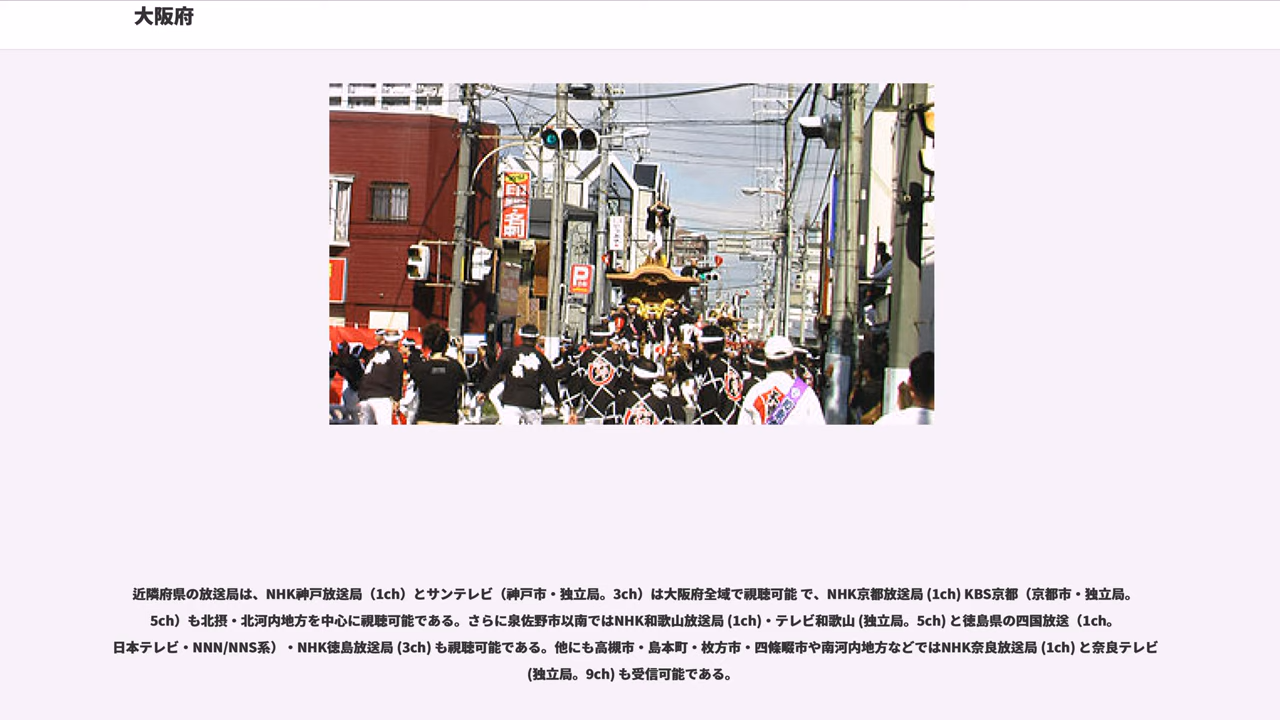 大阪府
印鑑
・名刺
P
近隣府県の放送局は、NHK神戸放送局（1ch）とサンテレビ（神戸市・独立局。3ch）は大阪府全域で視聴可能 で、NHK京都放送局 (1ch) KBS京都（京都市・独立局。
5ch）も北摂・北河内地方を中心に視聴可能である。さらに泉佐野市以南ではNHK和歌山放送局 (1ch)・テレビ和歌山 (独立局。5ch) と徳島県の四国放送（1ch。
日本テレビ・NNN/NNS系）・NHK徳島放送局 (3ch) も視聴可能である。他にも高槻市・島本町・枚方市・四條畷市や南河内地方などではNHK奈良放送局 (1ch) と奈良テレビ
(独立局。9ch) も受信可能である。